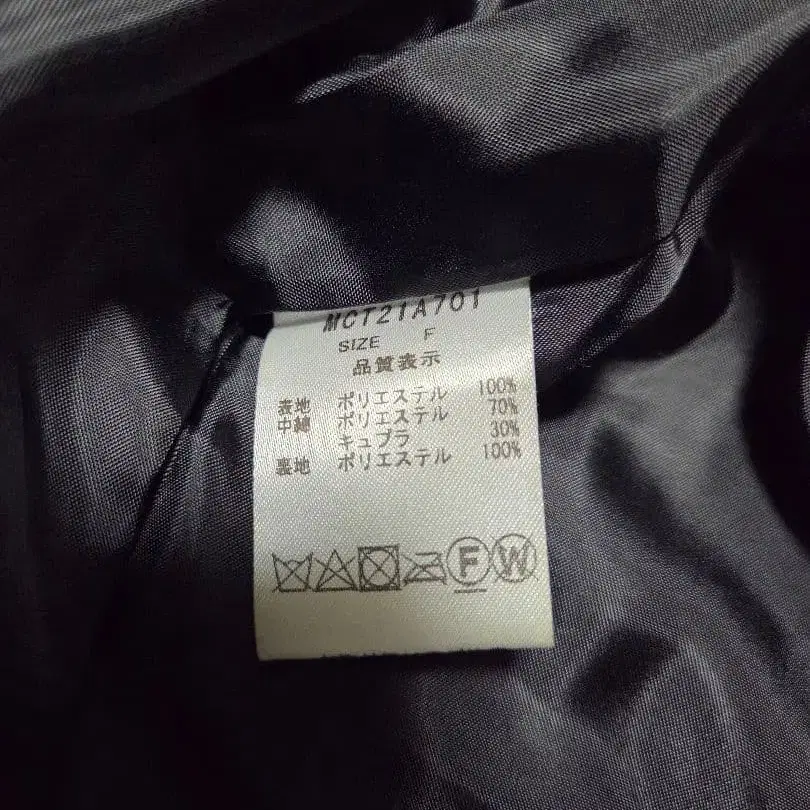 MCT21A701
SIZE F
品質表示
表地 ポリエステル 100%
中綿 ポリエステル 70%
キュプラ 30%
裏地 ポリエステル 100%
F W